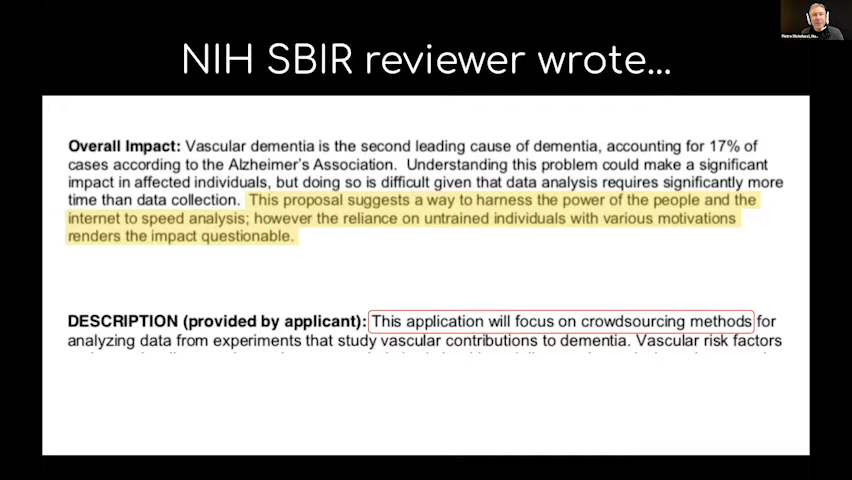 NIH SBIR reviewer wrote...
Overall Impact: Vascular dementia is the second leading cause of dementia, accounting for 17% of
cases according to the Alzheimer's Association. Understanding this problem could make a significant
impact in affected individuals, but doing so is difficult given that data analysis requires significantly more
time than data collection. This proposal suggests a way to harness the power of the people and the
internet to speed analysis; however the reliance on untrained individuals with various motivations
renders the impact questionable.
DESCRIPTION (provided by applicant): This application will focus on crowdsourcing methods for
analyzing data from experiments that study vascular contributions to dementia. Vascular risk factors